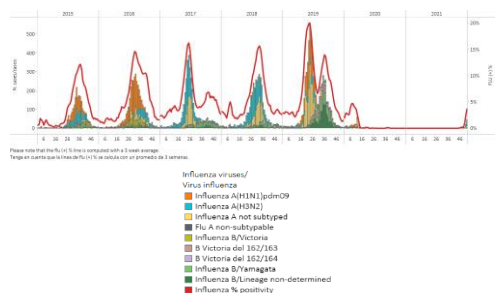 2015 2016 2017 2018 2019 2020 2021
500
400
300
200
100
0
20%
15%
10%
5%
0%
Please note that the flu (+) % line is computed with a 3 week average.
Tenga en cuenta que la línea de flu (+) % se calcula con un promedio de 3 semanas.
Influenza viruses/
Virus influenza
Influenza A(H1N1)pdm09
Influenza A(H3N2)
Influenza A not subtyped
Flu A non-subtypable
Influenza B/Victoria
B Victoria del 162/163
B Victoria del 162/164
Influenza B/Yamagata
Influenza B/Lineage non-determined
Influenza % positivity